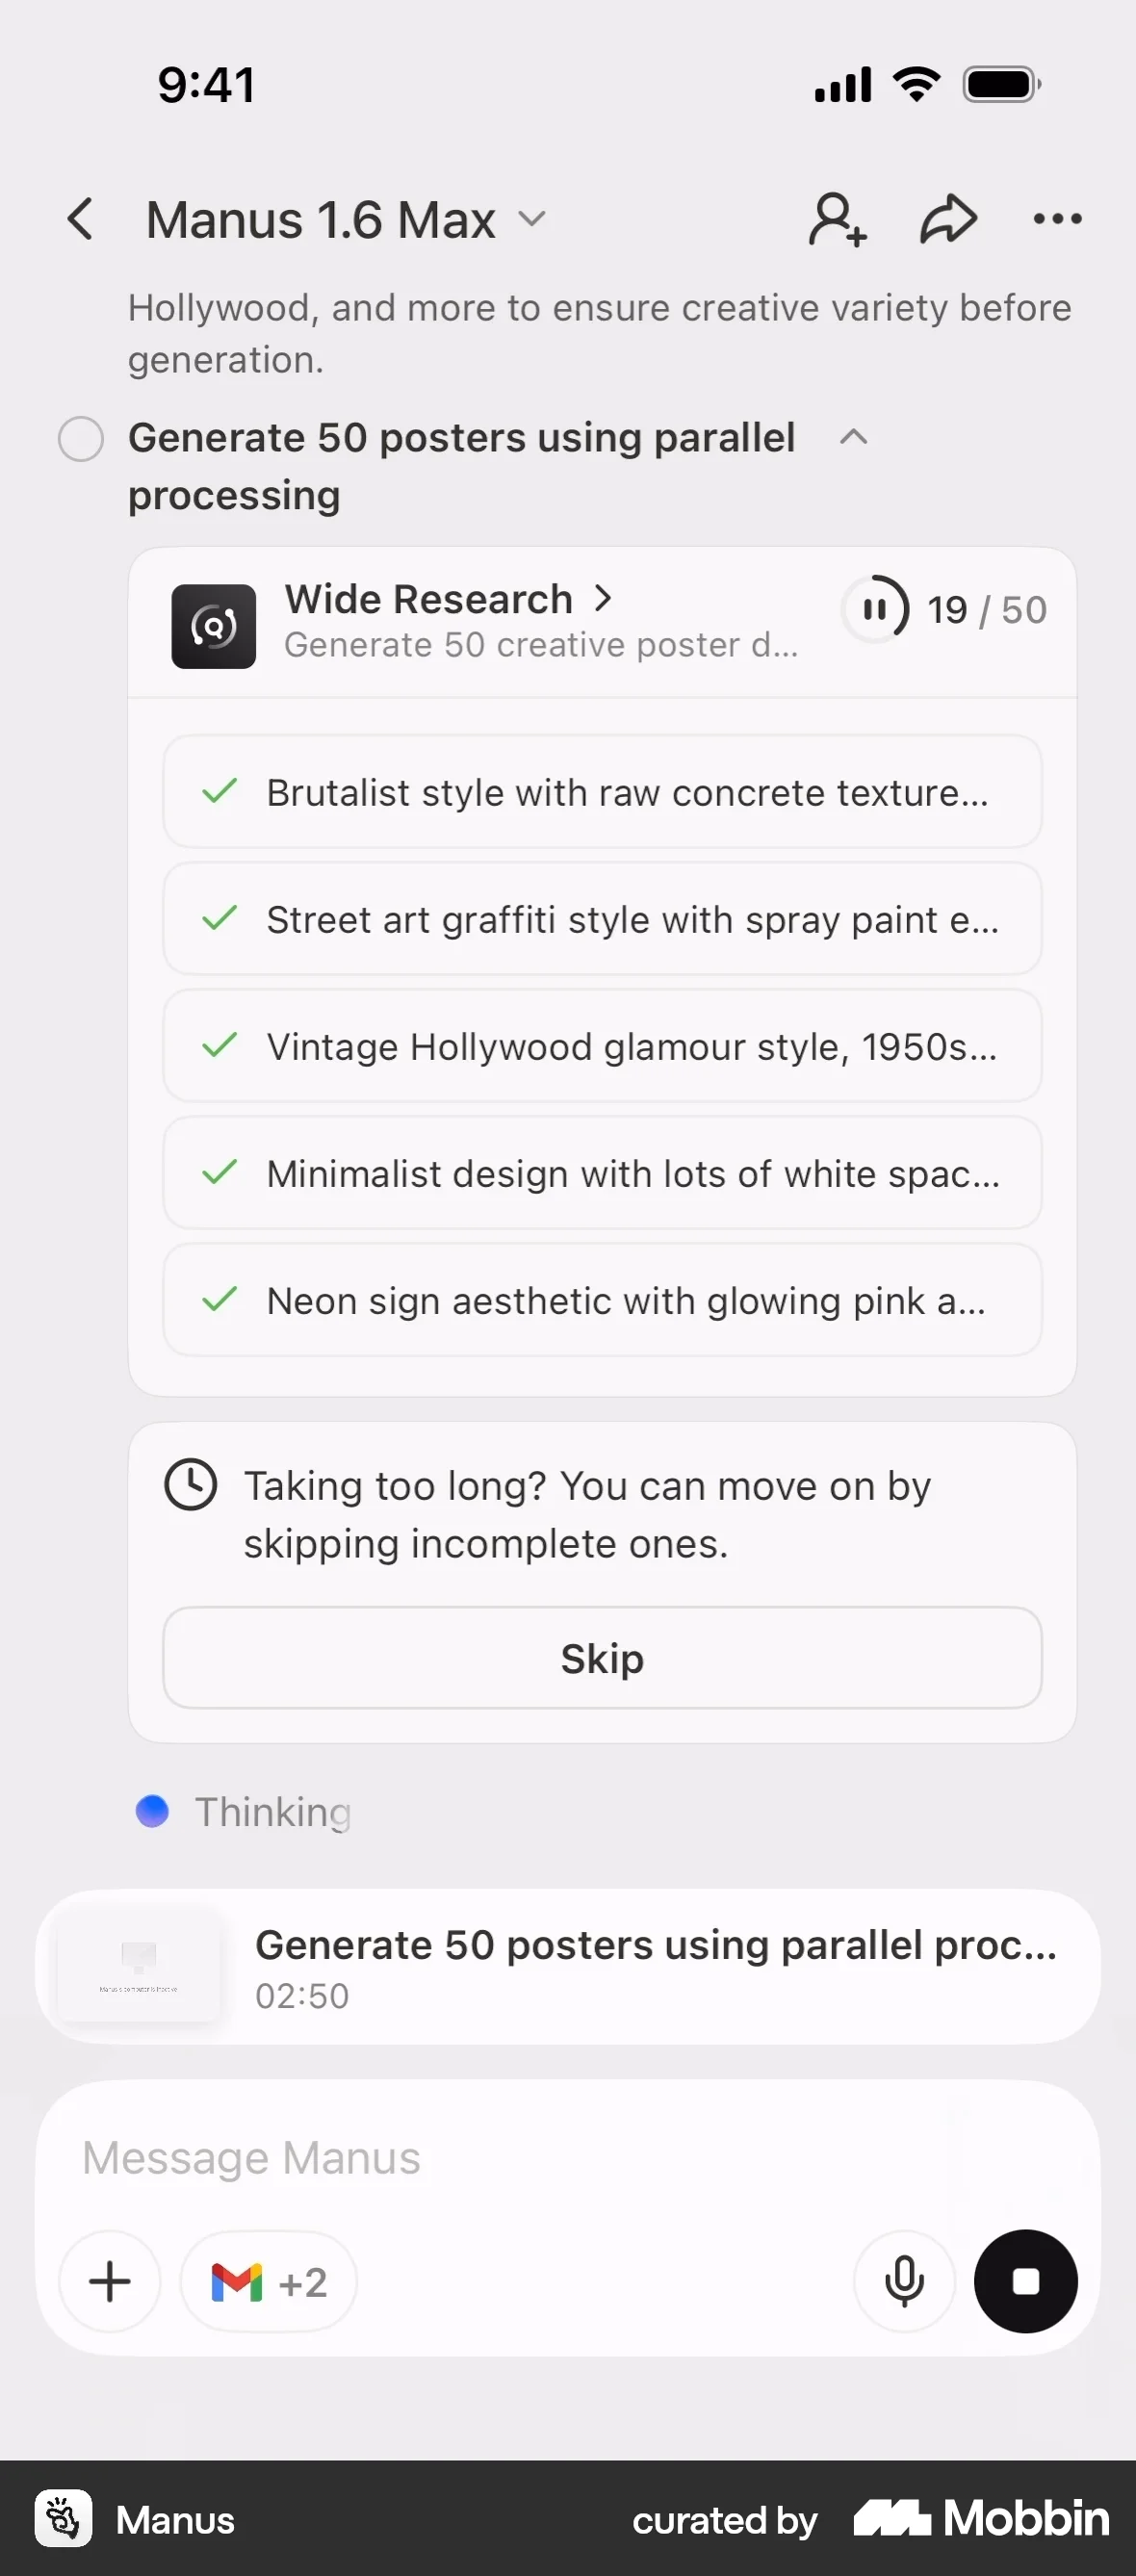 9:41
Manus 1.6 Max
Hollywood, and more to ensure creative variety before
generation.
Generate 50 posters using parallel
processing
Wide Research
19 / 50
Generate 50 creative poster d...
Brutalist style with raw concrete texture...
Street art graffiti style with spray paint e...
Vintage Hollywood glamour style, 1950s...
Minimalist design with lots of white spac...
Neon sign aesthetic with glowing pink a...
Taking too long? You can move on by
skipping incomplete ones.
Skip
Thinking
Generate 50 posters using parallel proc...
Manus's computer is inactive
02:50
Message Manus
+2
Manus
curated by Mobbin